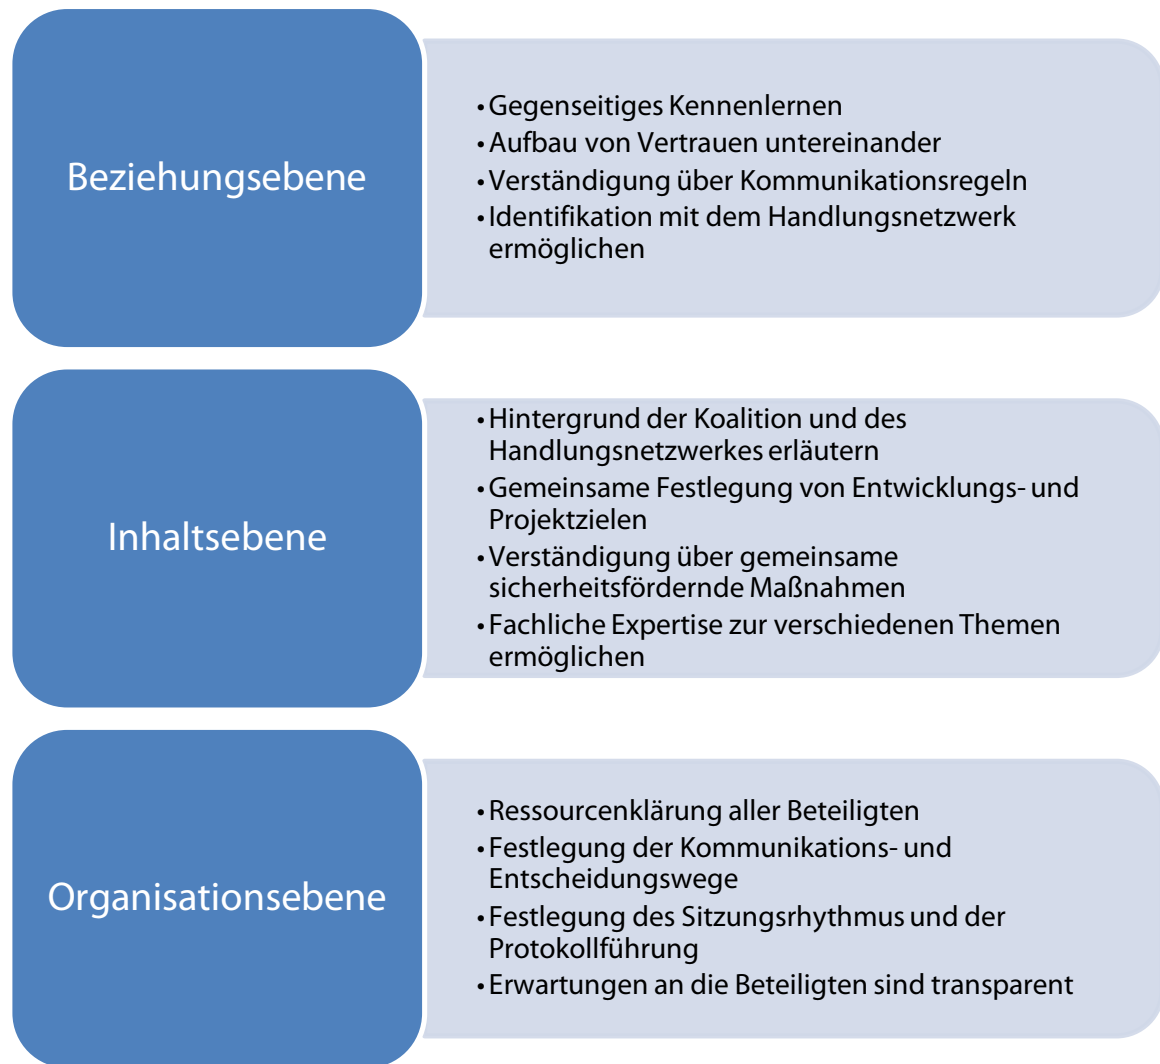 Beziehungsebene
• Gegenseitiges Kennenlernen
• Aufbau von Vertrauen untereinander
• Verständigung über Kommunikationsregeln
• Identifikation mit dem Handlungsnetzwerk
ermöglichen
Inhaltsebene
• Hintergrund der Koalition und des
Handlungsnetzwerkes erläutern
• Gemeinsame Festlegung von Entwicklungs- und
Projektzielen
• Verständigung über gemeinsame
sicherheitsfördernde Maßnahmen
• Fachliche Expertise zur verschiedenen Themen
ermöglichen
Organisationsebene
• Ressourcenklärung aller Beteiligten
• Festlegung der Kommunikations- und
Entscheidungswege
• Festlegung des Sitzungsrhythmus und der
Protokollführung
• Erwartungen an die Beteiligten sind transparent